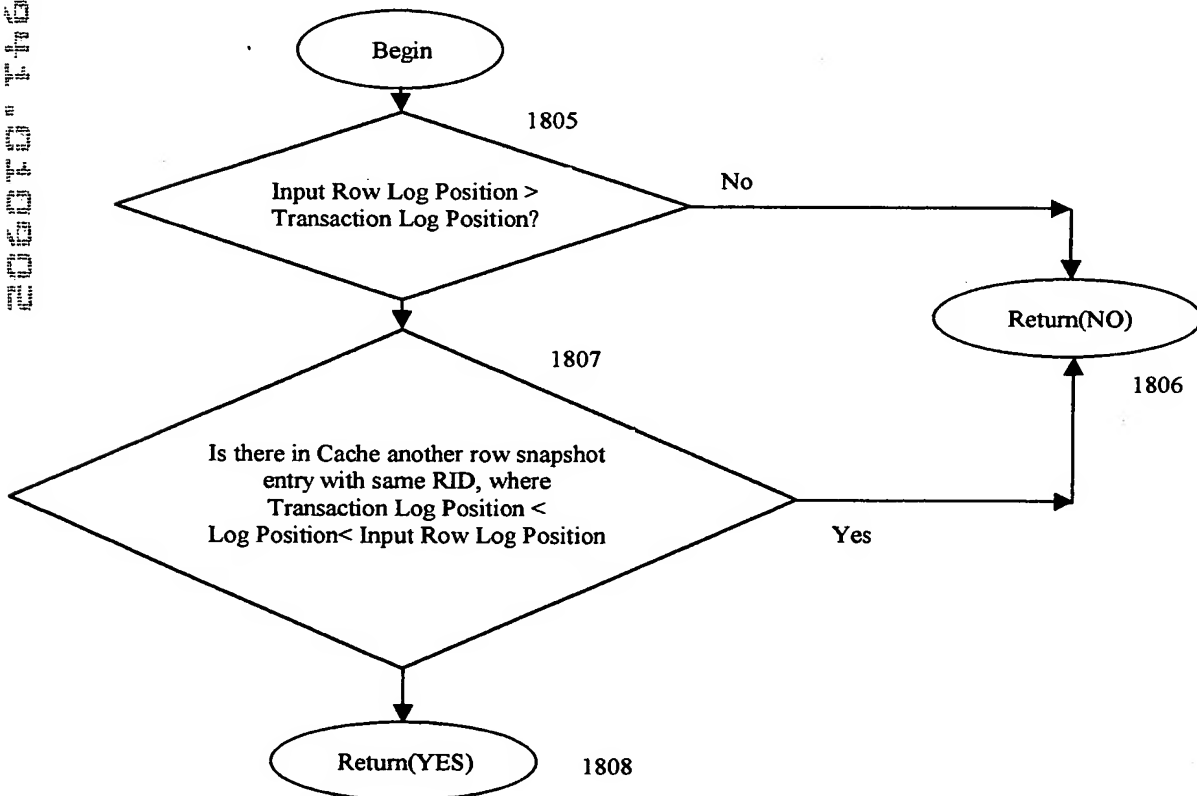 Begin
1805
Input Row Log Position >
Transaction Log Position?
No
Return(NO)
1806
1807
Is there in Cache another row snapshot
entry with same RID, where
Transaction Log Position <
Log Position< Input Row Log Position
Yes
Return(YES)
1808